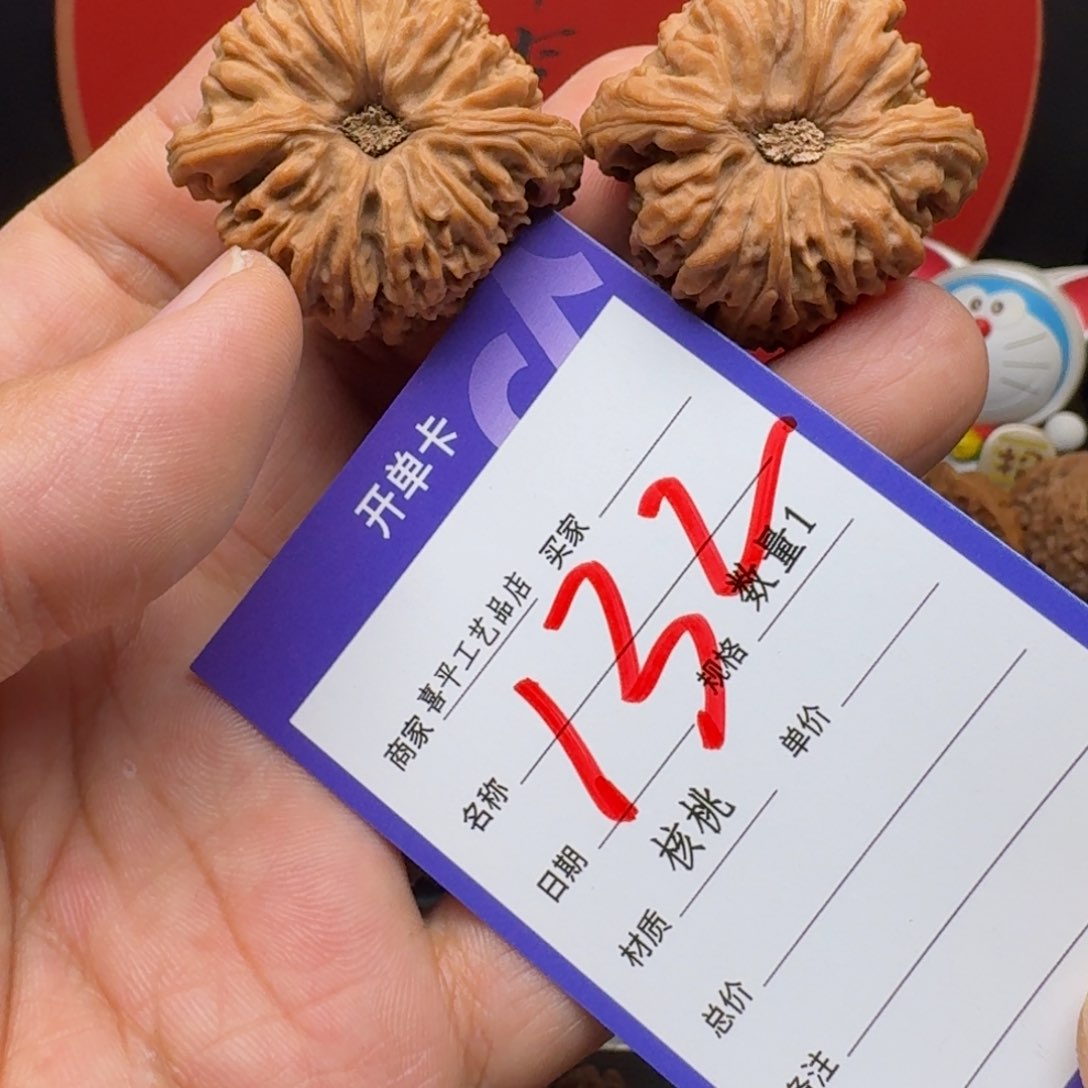 开单卡
商家 喜平工艺品店 买家
名称 数量 1
日期 规格
材质 核桃 单价
总价
备注
132